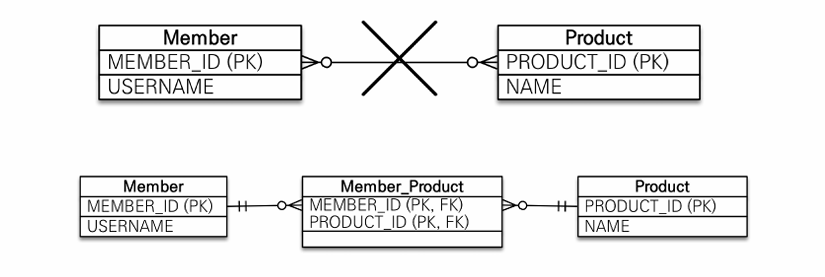 Member
MEMBER_ID (PK)
USERNAME
Product
PRODUCT_ID (PK)
NAME
Member
MEMBER_ID (PK)
USERNAME
Member_Product
MEMBER_ID (PK, FK)
PRODUCT_ID (PK, FK)
Product
PRODUCT_ID (PK)
NAME